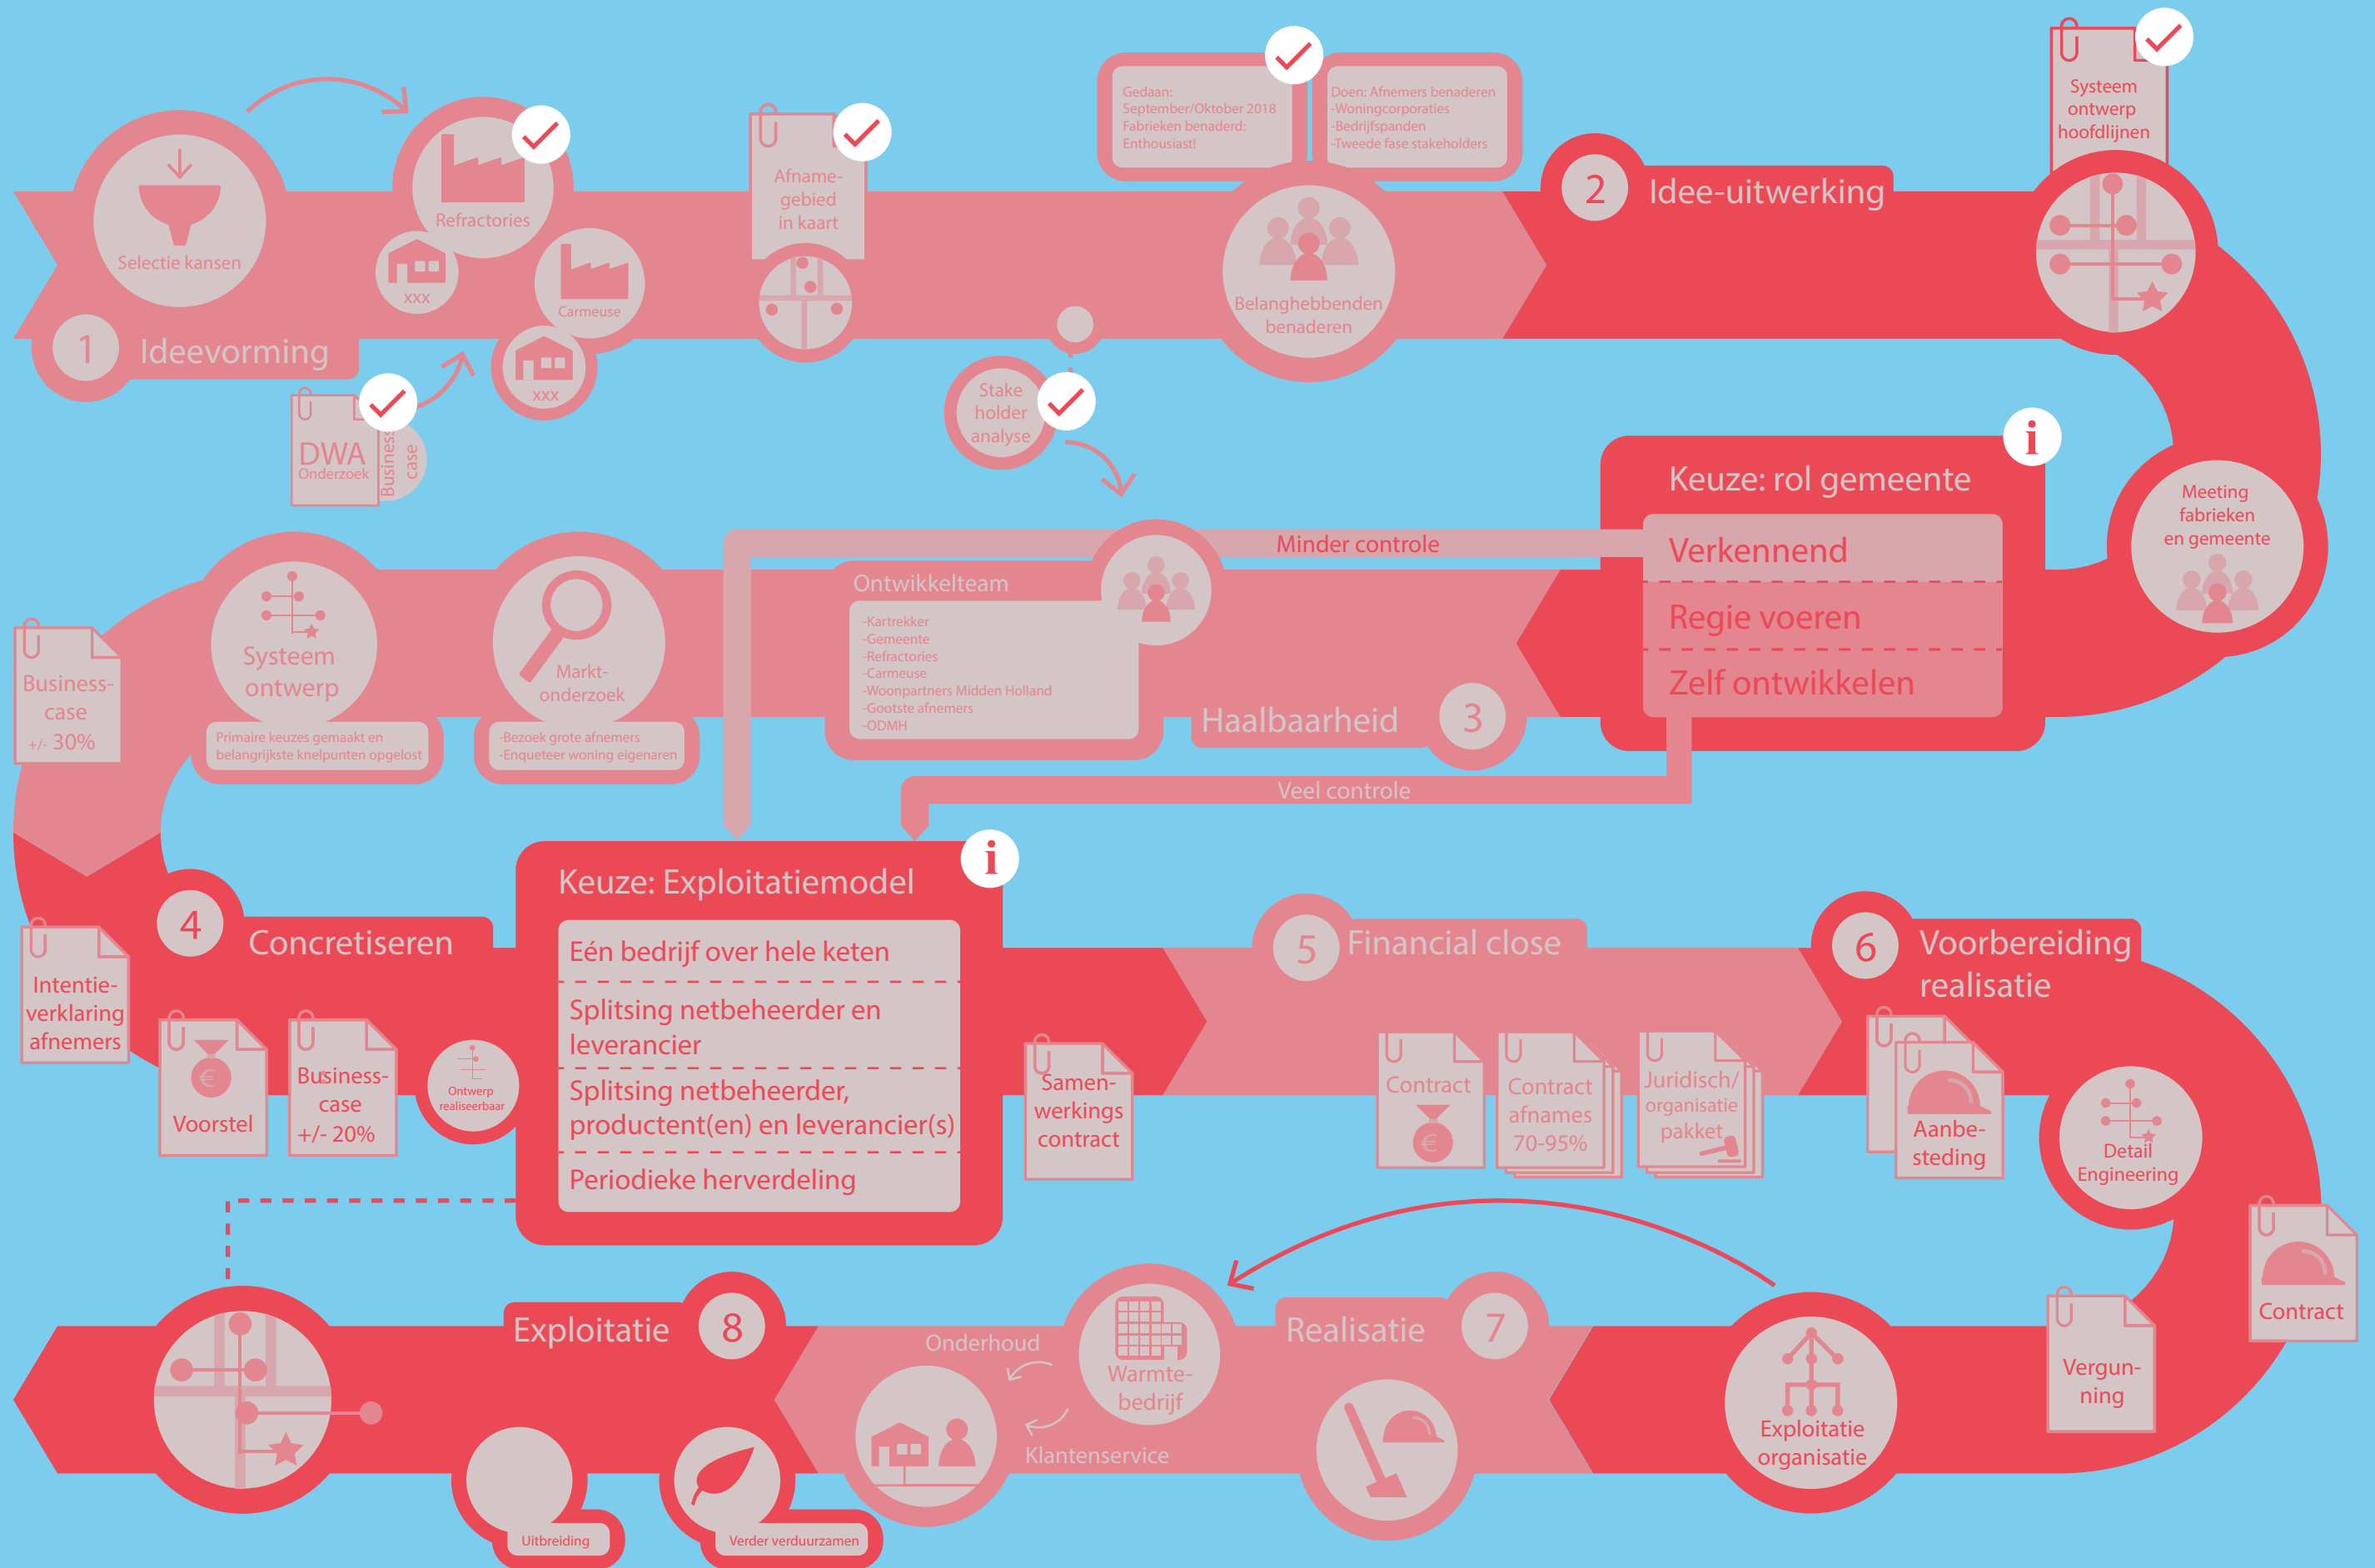 Selectie kansen
1
Ideevorming
Refractories
xxx
Carmeuse
xxx
DWA
Onderzoek
Business
case
Afname-
gebied
in kaart
Stake
holder
analyse
Gedaan:
September/Oktober 2018
Fabrieken benaderd:
Enthousiast!
Doen: Afnemers benaderen
-Woningcorporaties
-Bedrijfspanden
-Tweede fase stakeholders
Belanghebbenden
benaderen
2
Idee-uitwerking
Systeem
ontwerp
hoofdlijnen
Meeting
fabrieken
en gemeente
i
Keuze: rol gemeente
Verkennend
Regie voeren
Zelf ontwikkelen
Minder controle
Veel controle
Haalbaarheid
3
Ontwikkelteam
-Kartrekker
-Gemeente
-Refractories
-Carmeuse
-Woonpartners Midden Holland
-Gootste afnemers
-ODMH
Markt-
onderzoek
-Bezoek grote afnemers
-Enqueteer woning eigenaren
Systeem
ontwerp
Primaire keuzes gemaakt en
belangrijkste knelpunten opgelost
Business-
case
+/- 30%
4
Concretiseren
Intentie-
verklaring
afnemers
€
Voorstel
Business-
case
+/- 20%
Ontwerp
realiseerbaar
i
Keuze: Exploitatiemodel
Eén bedrijf over hele keten
Splitsing netbeheerder en
leverancier
Splitsing netbeheerder,
productent(en) en leverancier(s)
Periodieke herverdeling
Samen-
werkings
contract
5
Financial close
Contract
€
Contract
afnames
70-95%
Juridisch/
organisatie
pakket
6
Voorbereiding
realisatie
Aanbe-
steding
Detail
Engineering
Contract
Vergun-
ning
Exploitatie
organisatie
Realisatie
7
Warmte-
bedrijf
Onderhoud
Klantenservice
Exploitatie
8
Verder verduurzamen
Uitbreiding